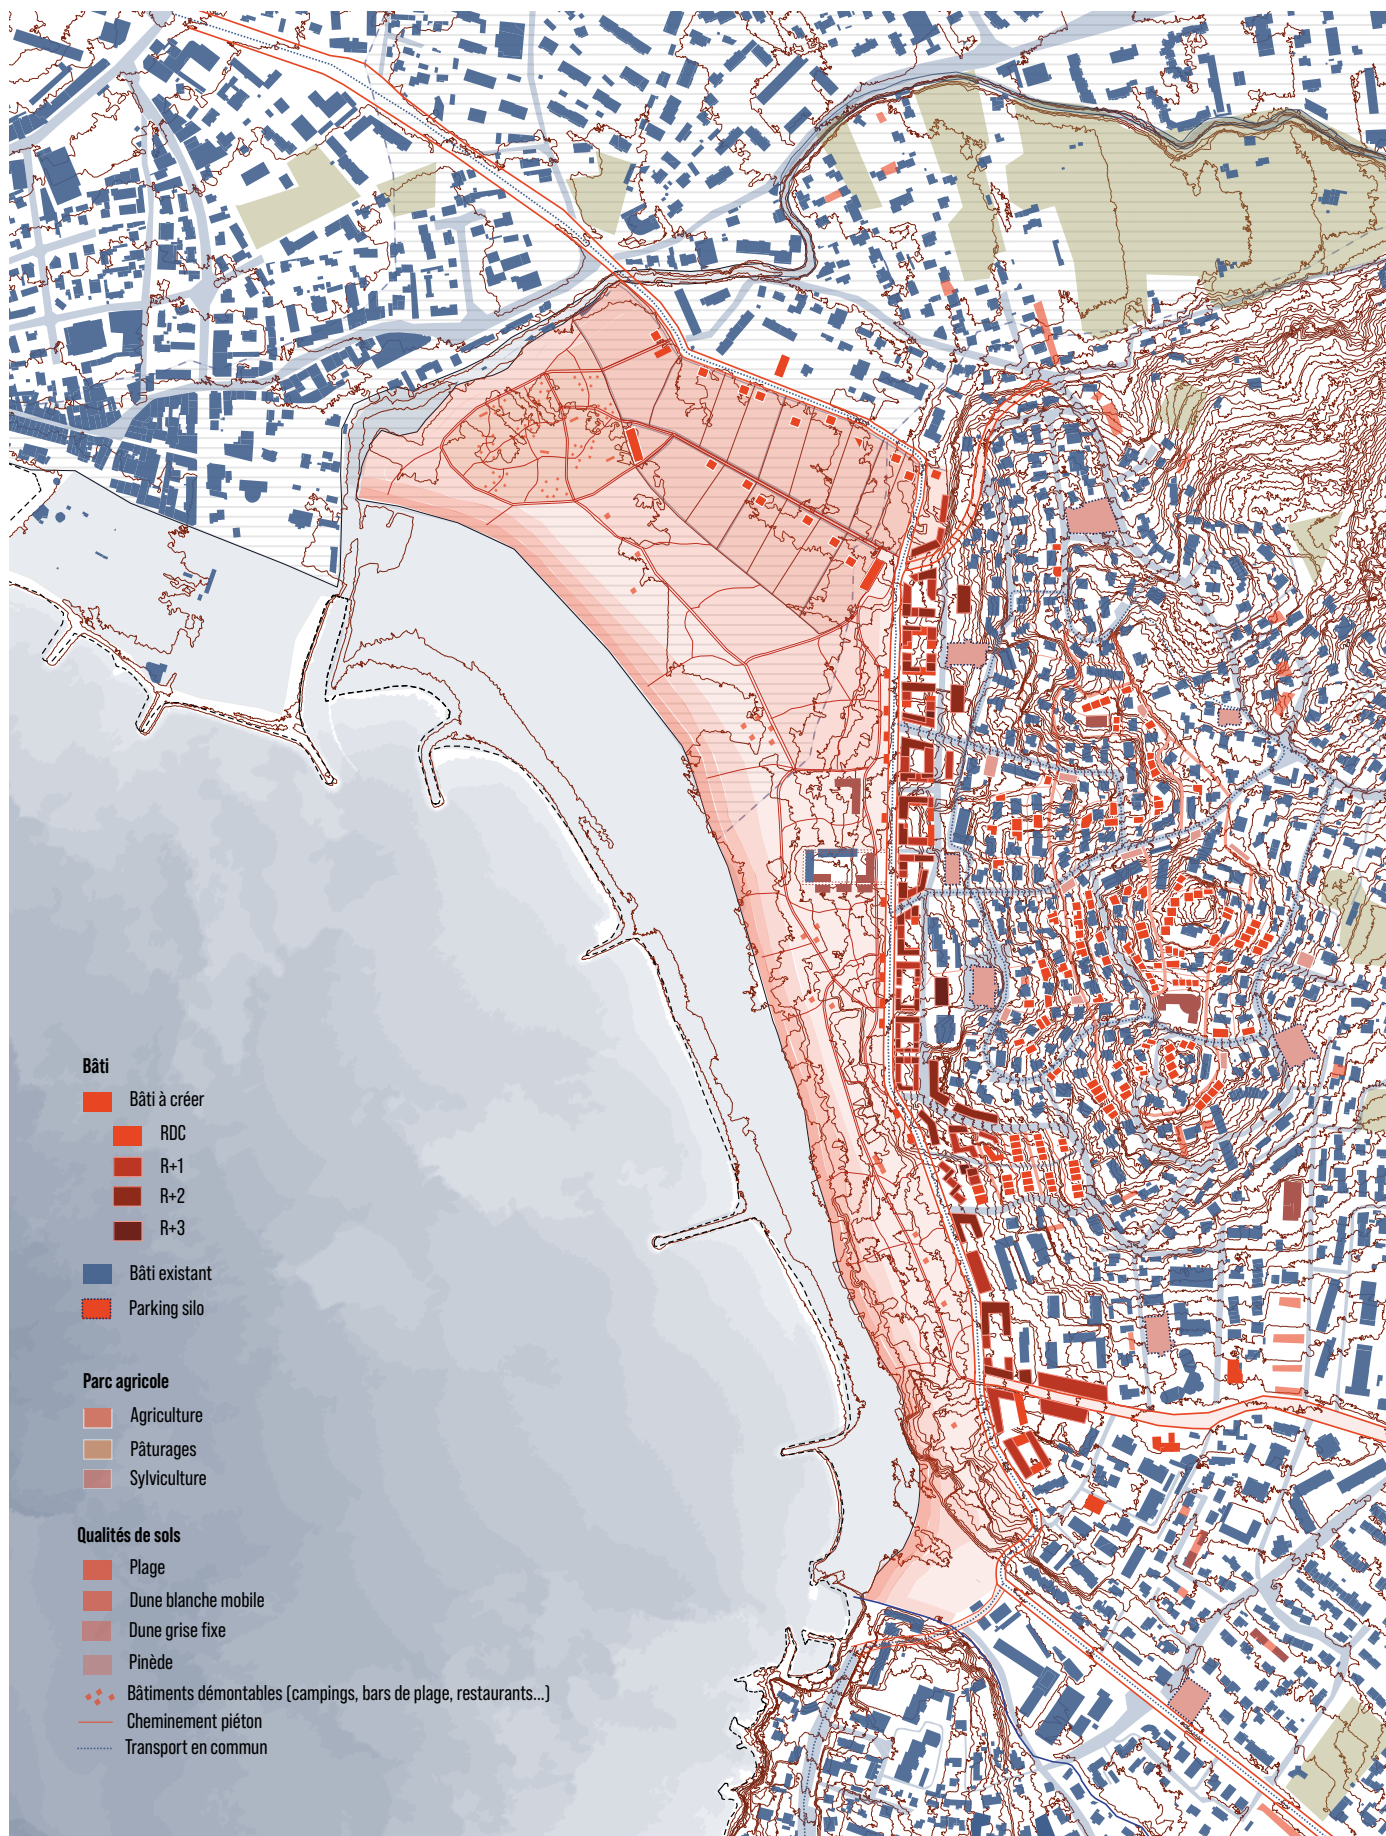 Bâti
Bâti à créer
RDC
R+1
R+2
R+3
Bâti existant
Parking silo
Parc agricole
Agriculture
Pâturages
Sylviculture
Qualités de sols
Plage
Dune blanche mobile
Dune grise fixe
Pinède
Bâtiments démontables (campings, bars de plage, restaurants...)
Cheminement piéton
Transport en commun